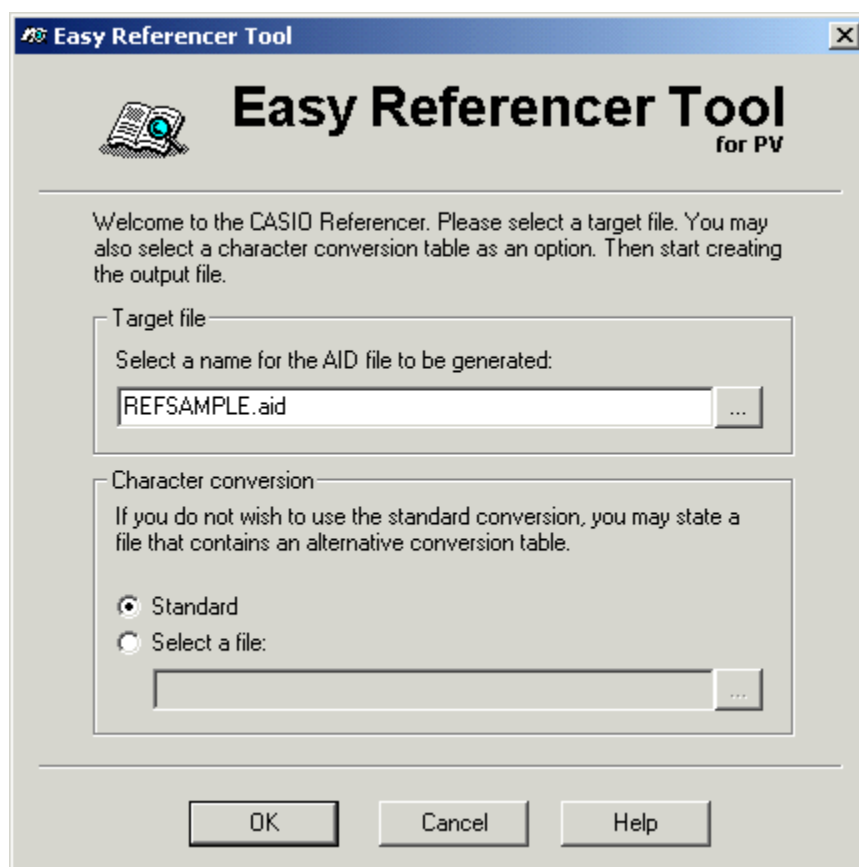 Easy Referencer Tool
Easy Referencer Tool
for PV
Welcome to the CASIO Referencer. Please select a target file. You may
also select a character conversion table as an option. Then start creating
the output file.
Target file
Select a name for the AID file to be generated:
REFSAMPLE.aid
...
Character conversion
If you do not wish to use the standard conversion, you may state a
file that contains an alternative conversion table.
Standard
Select a file:
...
OK Cancel Help